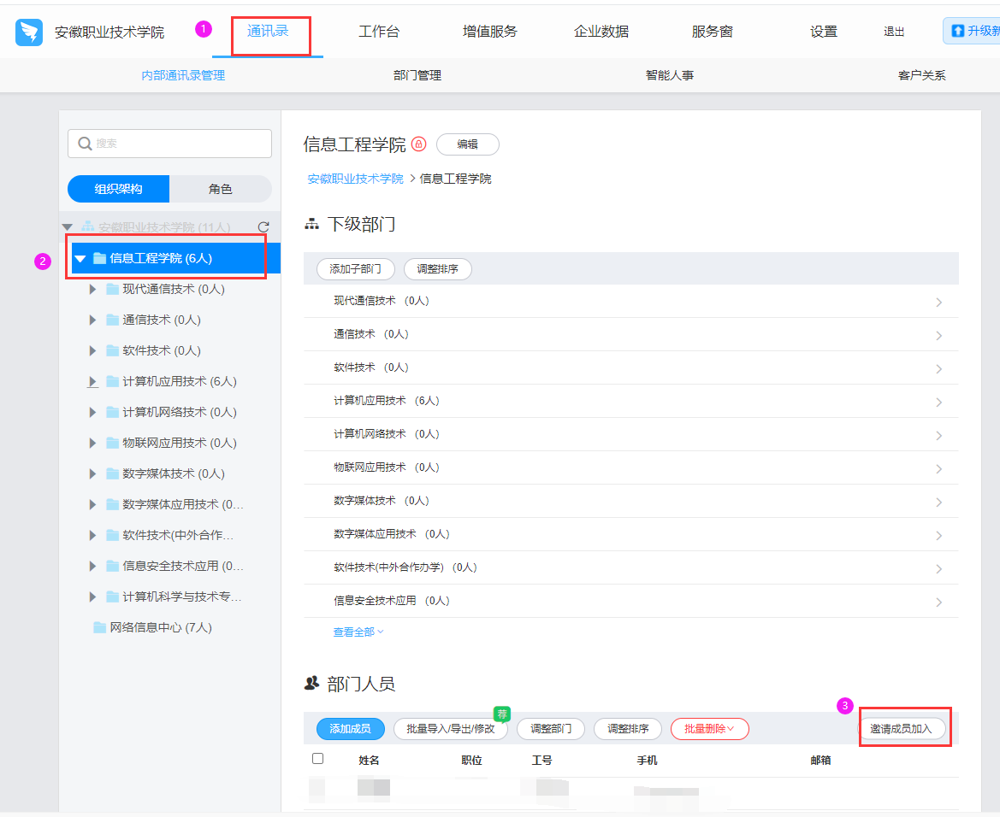 安徽职业技术学院
1
通讯录
工作台
增值服务
企业数据
服务窗
设置
退出
升级新
内部通讯录管理
部门管理
智能人事
客户关系
搜索
组织架构
角色
安徽职业技术学院 (11人)
2
信息工程学院 (6人)
现代通信技术 (0人)
通信技术 (0人)
软件技术 (0人)
计算机应用技术 (6人)
计算机网络技术 (0人)
物联网应用技术 (0人)
数字媒体技术 (0人)
数字媒体应用技术 (0...
软件技术(中外合作...
信息安全技术应用 (0...
计算机科学与技术专...
网络信息中心 (7人)
信息工程学院
编辑
安徽职业技术学院 > 信息工程学院
下级部门
添加子部门
调整排序
现代通信技术 (0人)
通信技术 (0人)
软件技术 (0人)
计算机应用技术 (6人)
计算机网络技术 (0人)
物联网应用技术 (0人)
数字媒体技术 (0人)
数字媒体应用技术 (0人)
软件技术(中外合作办学) (0人)
信息安全技术应用 (0人)
查看全部
部门人员
3
荐
添加成员
批量导入/导出/修改
调整部门
调整排序
批量删除
邀请成员加入
姓名
职位
工号
手机
邮箱